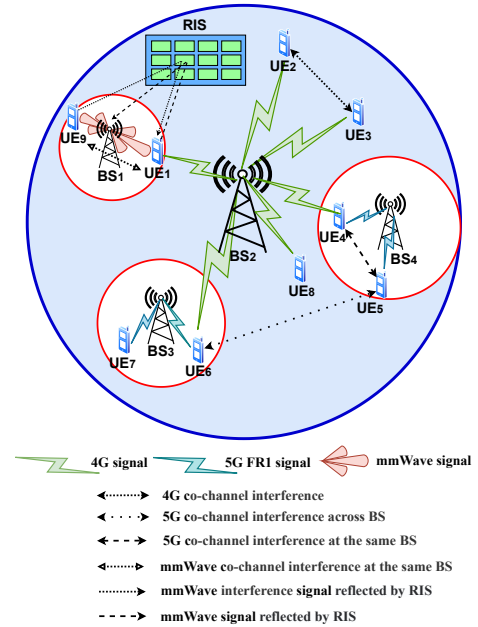 RIS
UE2
UE3
UE9
UE1
BS1
UE4
BS2
BS4
UE8
UE5
BS3
UE7
UE6
4G signal
5G FR1 signal
mmWave signal
4G co-channel interference
5G co-channel interference across BS
5G co-channel interference at the same BS
mmWave co-channel interference at the same BS
mmWave interference signal reflected by RIS
mmWave signal reflected by RIS